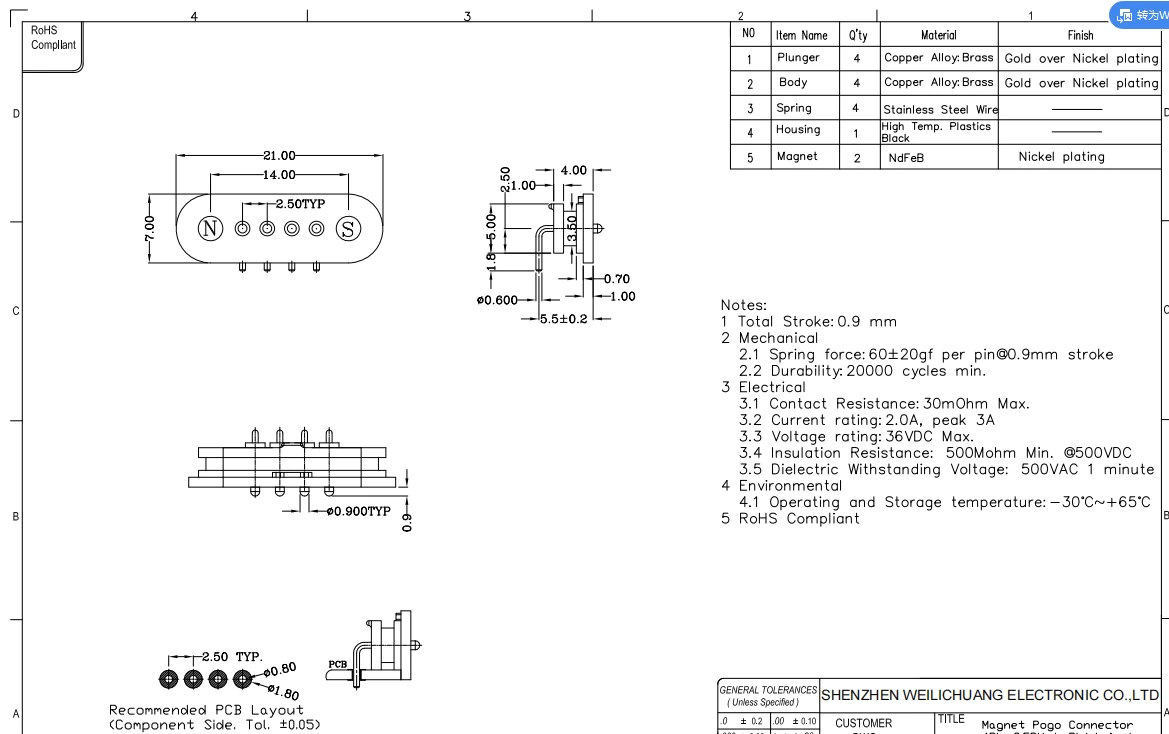 转为W
4 3 2 1
RoHS
Compliant
NO Item Name Q'ty Material Finish
1 Plunger 4 Copper Alloy:Brass Gold over Nickel plating
2 Body 4 Copper Alloy:Brass Gold over Nickel plating
3 Spring 4 Stainless Steel Wire
4 Housing 1 High Temp. Plastics
Black
5 Magnet 2 NdFeB Nickel plating
D D
21.00
14.00
2.50TYP
7.00
N S
4.00
2.50
1.00
5.00
3.50
1.8
0.70
ø0.600
1.00
5.5±0.2
C C
Notes:
1 Total Stroke:0.9 mm
2 Mechanical
2.1 Spring force:60±20gf per pin@0.9mm stroke
2.2 Durability:20000 cycles min.
3 Electrical
3.1 Contact Resistance:30mOhm Max.
3.2 Current rating:2.0A, peak 3A
3.3 Voltage rating:36VDC Max.
3.4 Insulation Resistance: 500Mohm Min. @500VDC
3.5 Dielectric Withstanding Voltage: 500VAC 1 minute
4 Environmental
4.1 Operating and Storage temperature:−30℃~+65℃
5 RoHS Compliant
ø0.900TYP
0.9
B B
2.50 TYP.
ø0.80
ø1.80
PCB
Recommended PCB Layout
(Component Side. Tol. ±0.05)
A A
GENERAL TOLERANCES
( Unless Specified )
SHENZHEN WEILICHUANG ELECTRONIC CO.,LTD
.0 ± 0.2 .00 ± 0.10
CUSTOMER
TITLE
Magnet Pogo Connector